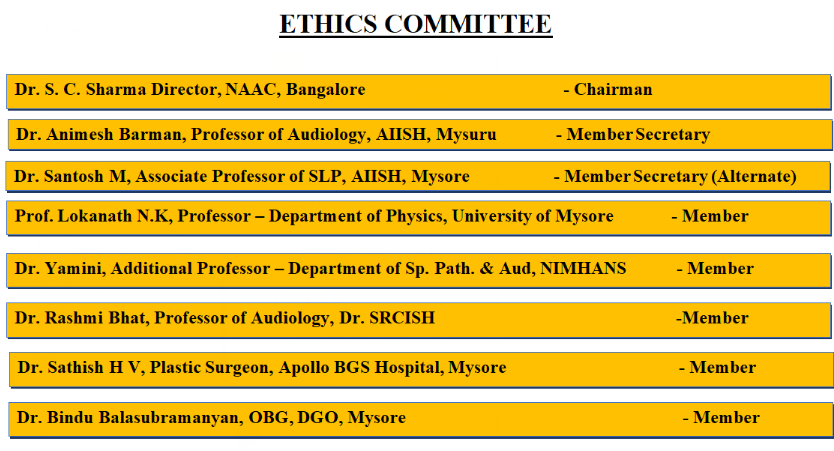 ETHICS COMMITTEE
Dr. S. C. Sharma Director, NAAC, Bangalore - Chairman
Dr. Animesh Barman, Professor of Audiology, AIISH, Mysuru - Member Secretary
Dr. Santosh M, Associate Professor of SLP, AIISH, Mysore - Member Secretary (Alternate)
Prof. Lokanath N.K, Professor – Department of Physics, University of Mysore - Member
Dr. Yamini, Additional Professor – Department of Sp. Path. & Aud, NIMHANS - Member
Dr. Rashmi Bhat, Professor of Audiology, Dr. SRCISH -Member
Dr. Sathish H V, Plastic Surgeon, Apollo BGS Hospital, Mysore - Member
Dr. Bindu Balasubramanyan, OBG, DGO, Mysore - Member